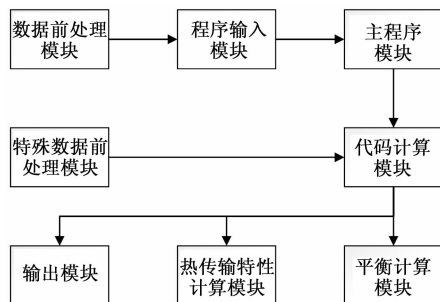 数据前处理
模块
程序输入
模块
主程序
模块
特殊数据前
处理模块
代码计算
模块
输出模块
热传输特性
计算模块
平衡计算
模块